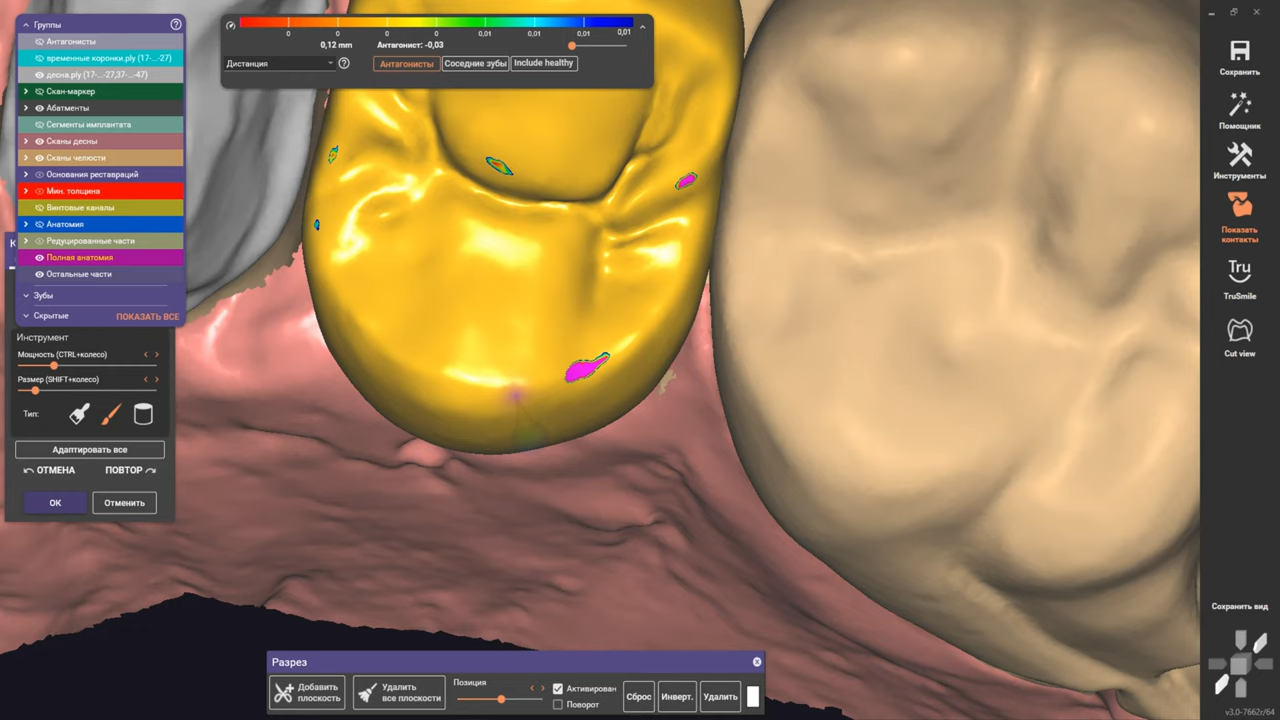 Группы
Антагонисты
временные коронки.ply (17-...-27)
десна.ply (17-...-27,37-...-47)
Скан-маркер
Абатменты
Сегменты имплантата
Сканы десны
Сканы челюсти
Основания реставраций
Мин. толщина
Винтовые каналы
Анатомия
Редуцированные части
Полная анатомия
Остальные части
Зубы
Скрытые ПОКАЗАТЬ ВСЕ
Инструмент
Мощность (CTRL+колесо)
Размер (SHIFT+колесо)
Тип:
Адаптировать все
ОТМЕНА ПОВТОР
ОК Отменить
0 0 0 0 0,01 0,01 0,01 0,01
0,12 mm Антагонист: -0,03
Дистанция Антагонисты Соседние зубы Include healthy
Разрез
Добавить плоскость
Удалить все плоскости
Позиция
Активирован
Поворот
Сброс Инверт. Удалить
Сохранить
Помощник
Инструменты
Показать
контакты
Tru
TruSmile
Cut view
Сохранить вид
v3.0-7662r/64